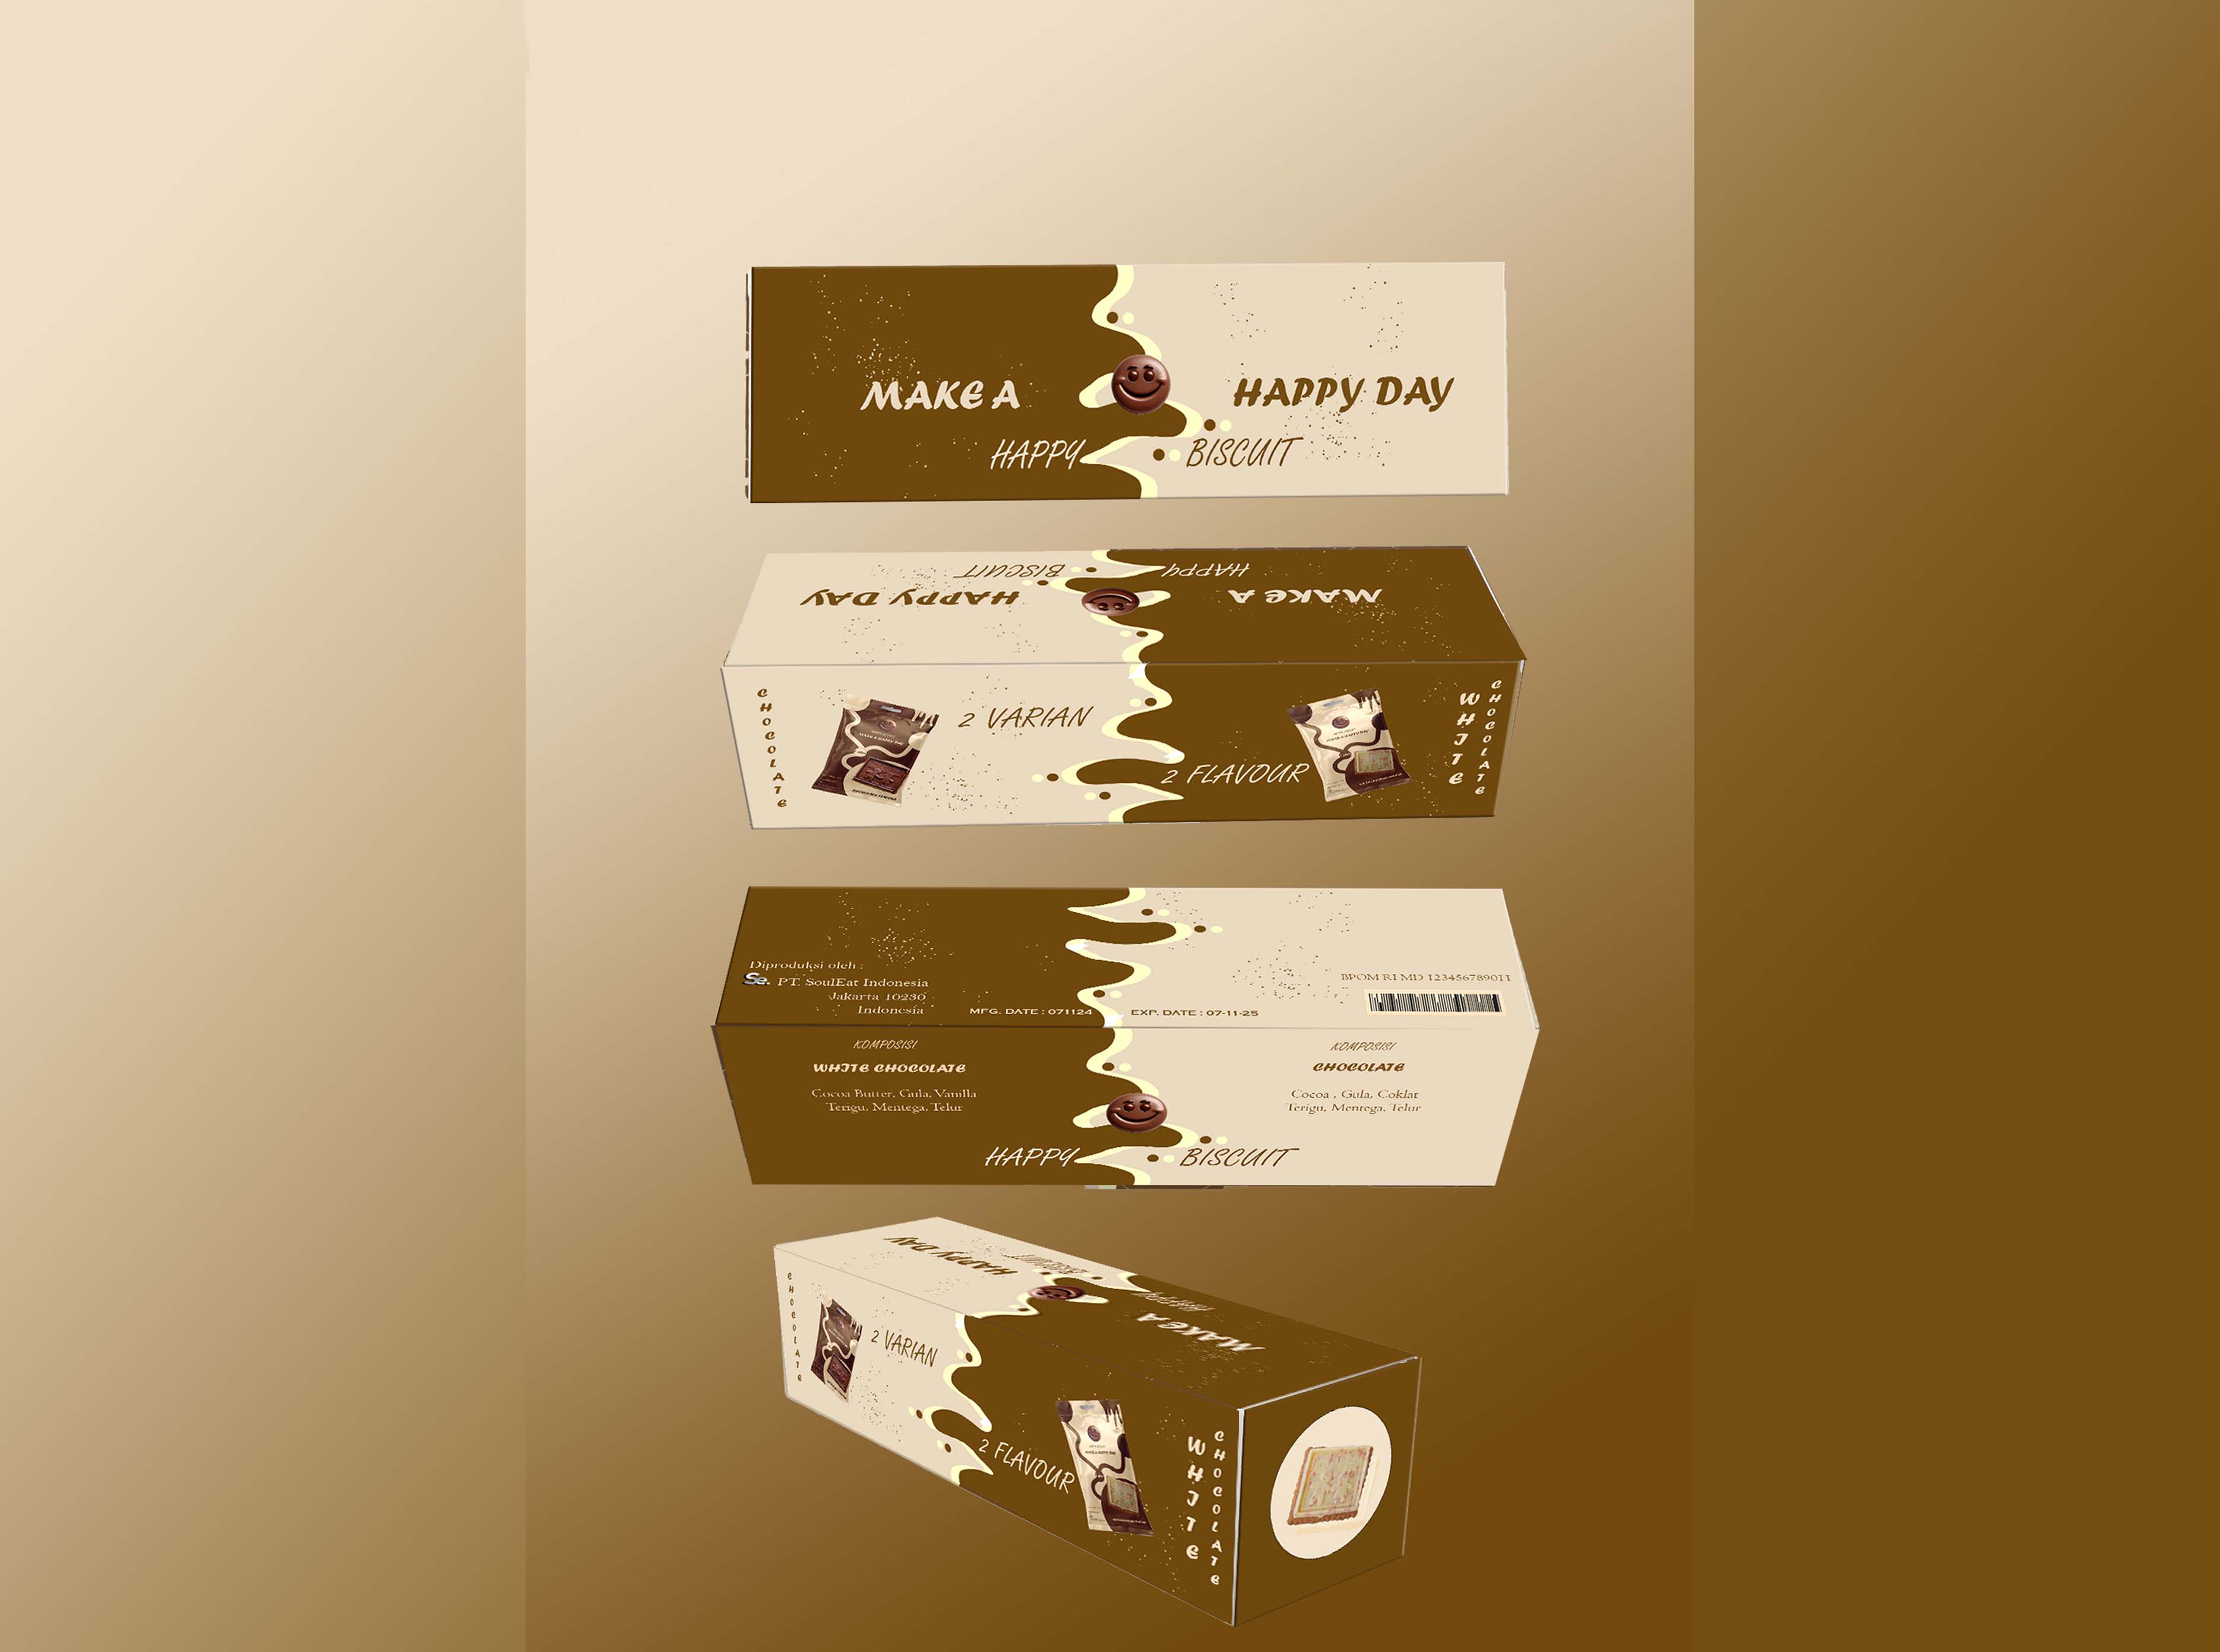 MAKE A
HAPPY DAY
HAPPY
BISCUIT
BISCUIT
HAPPY
HAPPY DAY
MAKE A
CHOCOLATE
2 VARIAN
2 FLAVOUR
WHITE
CHOCOLATE
Diproduksi oleh :
Se. PT. SoulEat Indonesia
Jakarta 10230
Indonesia
MFG. DATE : 071124
EXP. DATE : 07-11-25
BPOM RI MD 123456789011
KOMPOSISI
WHITE CHOCOLATE
Cocoa Butter, Gula, Vanilla
Terigu, Mentega, Telur
KOMPOSISI
CHOCOLATE
Cocoa , Gula, Coklat
Terigu, Mentega, Telur
HAPPY
BISCUIT
HAPPY DAY
BISCUIT
HAPPY
MAKE A
CHOCOLATE
2 VARIAN
2 FLAVOUR
WHITE
CHOCOLATE